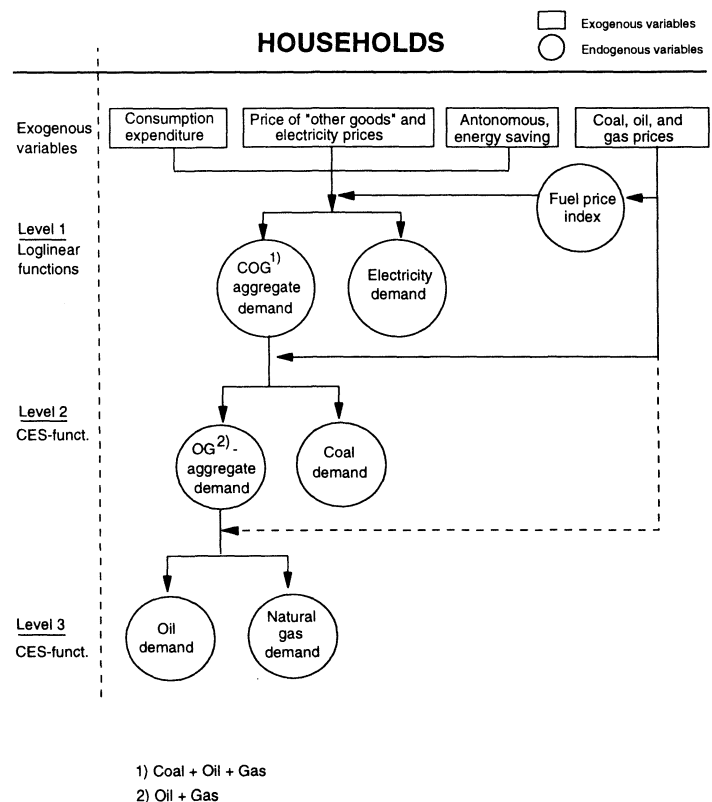 HOUSEHOLDS
Exogenous variables
Endogenous variables
Exogenous
variables
Consumption
expenditure
Price of "other goods" and
electricity prices
Antonomous,
energy saving
Coal, oil, and
gas prices
Fuel price
index
Level 1
Loglinear
functions
COG1)
aggregate
demand
Electricity
demand
Level 2
CES-funct.
OG2) -
aggregate
demand
Coal
demand
Level 3
CES-funct.
Oil
demand
Natural
gas
demand
1) Coal + Oil + Gas
2) Oil + Gas